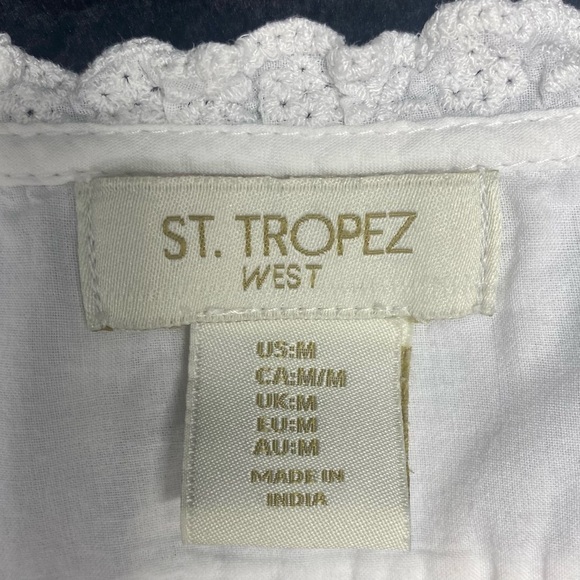 ST. TROPEZ
WEST
US:M
CA:M/M
UK:M
EU:M
AU:M
MADE IN
INDIA